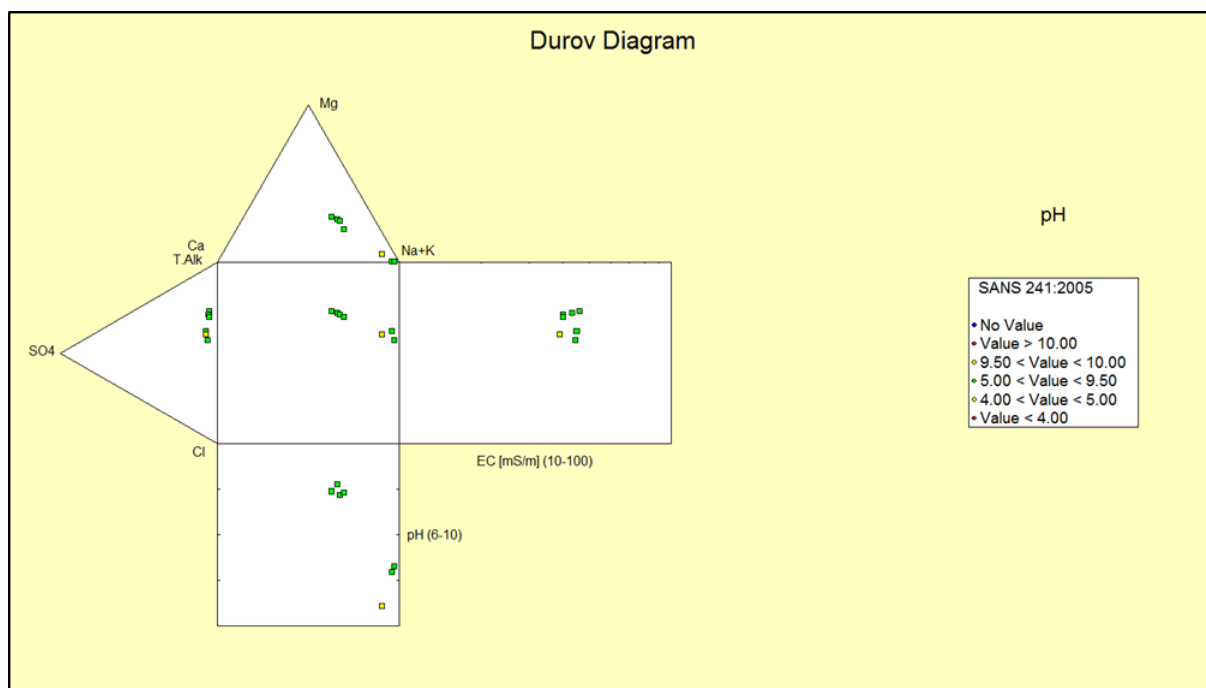 Durov Diagram
Mg
Ca
T.Alk
Na+K
SO4
Cl
EC [mS/m] (10-100)
pH (6-10)
pH
SANS 241:2005
No Value
Value > 10.00
9.50 < Value < 10.00
5.00 < Value < 9.50
4.00 < Value < 5.00
Value < 4.00